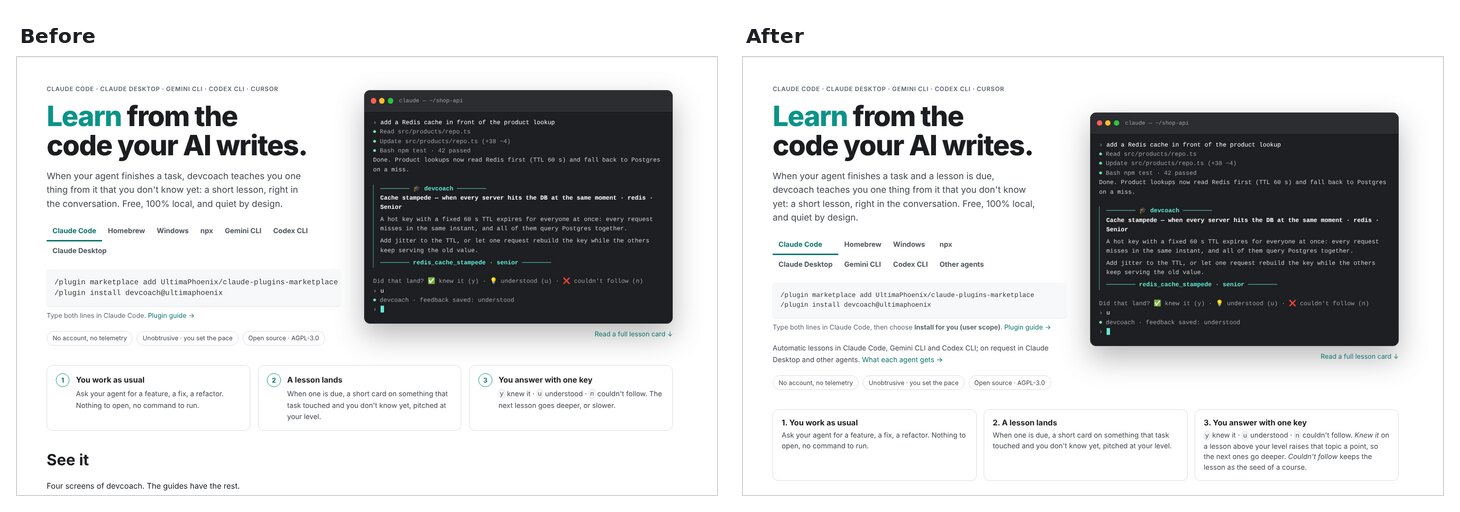 Before
CLAUDE CODE · CLAUDE DESKTOP · GEMINI CLI · CODEX CLI · CURSOR
Learn from the
code your AI writes.
When your agent finishes a task, devcoach teaches you one
thing from it that you don't know yet: a short lesson, right in
the conversation. Free, 100% local, and quiet by design.
Claude Code Homebrew Windows npx Gemini CLI Codex CLI
Claude Desktop
/plugin marketplace add UltimaPhoenix/claude-plugins-marketplace
/plugin install devcoach@ultimaphoenix
Type both lines in Claude Code. Plugin guide →
No account, no telemetry
Unobtrusive · you set the pace
Open source · AGPL-3.0
claude — ~/shop-api
› add a Redis cache in front of the product lookup
● Read src/products/repo.ts
● Update src/products/repo.ts (+38 −4)
● Bash npm test · 42 passed
Done. Product lookups now read Redis first (TTL 60 s) and fall back to Postgres
on a miss.
🎓 devcoach
Cache stampede — when every server hits the DB at the same moment · redis ·
Senior
A hot key with a fixed 60 s TTL expires for everyone at once: every request
misses in the same instant, and all of them query Postgres together.
Add jitter to the TTL, or let one request rebuild the key while the others
keep serving the old value.
redis_cache_stampede · senior
Did that land? ✅ knew it (y) · 💡 understood (u) · ❌ couldn't follow (n)
› u
● devcoach · feedback saved: understood
›
Read a full lesson card ↓
1 You work as usual
Ask your agent for a feature, a fix, a refactor.
Nothing to open, no command to run.
2 A lesson lands
When one is due, a short card on something that
task touched and you don't know yet, pitched at
your level.
3 You answer with one key
y knew it · u understood · n couldn't follow. The
next lesson goes deeper, or slower.
See it
Four screens of devcoach. The guides have the rest.
After
CLAUDE CODE · CLAUDE DESKTOP · GEMINI CLI · CODEX CLI · CURSOR
Learn from the
code your AI writes.
When your agent finishes a task and a lesson is due,
devcoach teaches you one thing from it that you don't know
yet: a short lesson, right in the conversation. Free, 100% local,
and quiet by design.
Claude Code Homebrew Windows npx
Claude Desktop Gemini CLI Codex CLI Other agents
/plugin marketplace add UltimaPhoenix/claude-plugins-marketplace
/plugin install devcoach@ultimaphoenix
Type both lines in Claude Code, then choose Install for you (user scope). Plugin guide →
Automatic lessons in Claude Code, Gemini CLI and Codex CLI; on request in Claude
Desktop and other agents. What each agent gets →
No account, no telemetry
Unobtrusive · you set the pace
Open source · AGPL-3.0
claude — ~/shop-api
› add a Redis cache in front of the product lookup
● Read src/products/repo.ts
● Update src/products/repo.ts (+38 −4)
● Bash npm test · 42 passed
Done. Product lookups now read Redis first (TTL 60 s) and fall back to Postgres
on a miss.
🎓 devcoach
Cache stampede — when every server hits the DB at the same moment · redis ·
Senior
A hot key with a fixed 60 s TTL expires for everyone at once: every request
misses in the same instant, and all of them query Postgres together.
Add jitter to the TTL, or let one request rebuild the key while the others
keep serving the old value.
redis_cache_stampede · senior
Did that land? ✅ knew it (y) · 💡 understood (u) · ❌ couldn't follow (n)
› u
● devcoach · feedback saved: understood
›
Read a full lesson card ↓
1. You work as usual
Ask your agent for a feature, a fix, a refactor. Nothing to
open, no command to run.
2. A lesson lands
When one is due, a short card on something that task
touched and you don't know yet, pitched at your level.
3. You answer with one key
y knew it · u understood · n couldn't follow. Knew it on
a lesson above your level raises that topic a point, so
the next ones go deeper. Couldn't follow keeps the
lesson as the seed of a course.